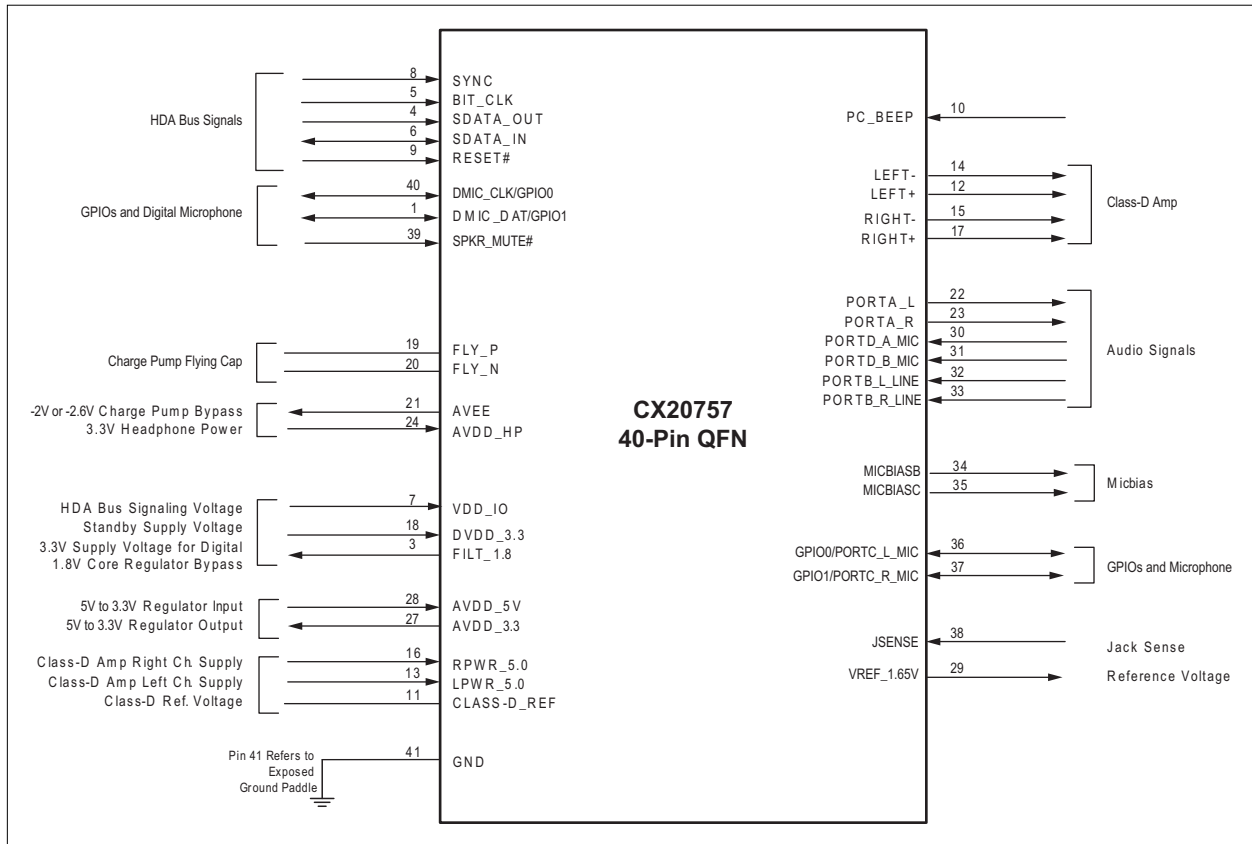 HDA Bus Signals
8 SYNC
5 BIT_CLK
4 SDATA_OUT
6 SDATA_IN
9 RESET#
GPIOs and Digital Microphone
40 DMIC_CLK/GPIO0
1 DMIC_DAT/GPIO1
39 SPKR_MUTE#
Charge Pump Flying Cap
19 FLY_P
20 FLY_N
-2V or -2.6V Charge Pump Bypass
3.3V Headphone Power
21 AVEE
24 AVDD_HP
HDA Bus Signaling Voltage
Standby Supply Voltage
3.3V Supply Voltage for Digital
1.8V Core Regulator Bypass
7 VDD_IO
18 DVDD_3.3
3 FILT_1.8
5V to 3.3V Regulator Input
5V to 3.3V Regulator Output
28 AVDD_5V
27 AVDD_3.3
Class-D Amp Right Ch. Supply
Class-D Amp Left Ch. Supply
Class-D Ref. Voltage
16 RPWR_5.0
13 LPWR_5.0
11 CLASS-D_REF
Pin 41 Refers to
Exposed
Ground Paddle
41 GND
CX20757
40-Pin QFN
PC_BEEP 10
LEFT- 14
LEFT+ 12
RIGHT- 15
RIGHT+ 17
Class-D Amp
PORTA_L 22
PORTA_R 23
PORTD_A_MIC 30
PORTD_B_MIC 31
PORTB_L_LINE 32
PORTB_R_LINE 33
Audio Signals
MICBIASB 34
MICBIASC 35
Micbias
GPIO0/PORTC_L_MIC 36
GPIO1/PORTC_R_MIC 37
GPIOs and Microphone
JSENSE 38 Jack Sense
VREF_1.65V 29 Reference Voltage